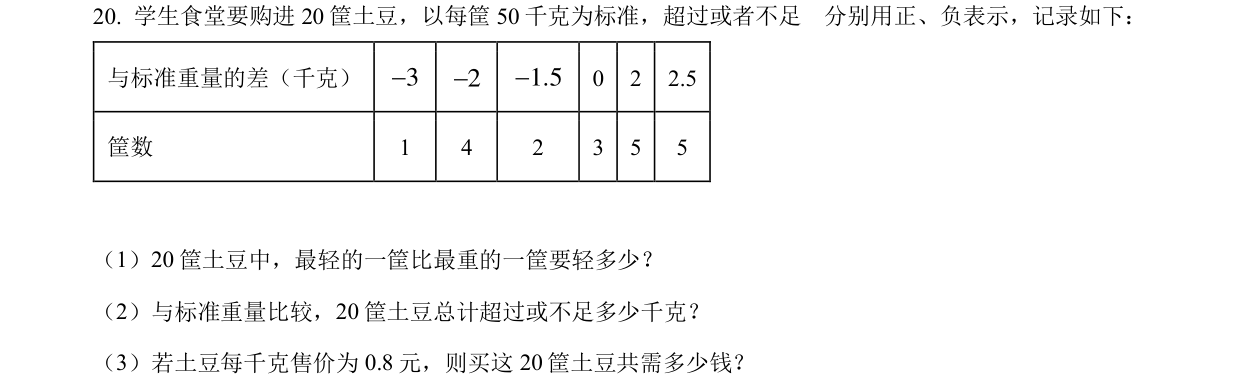 20. 学生食堂要购进 20 筐土豆，以每筐 50 千克为标准，超过或者不足 分别用正、负表示，记录如下：
与标准重量的差（千克） −3 −2 −1.5 0 2 2.5
筐数 1 4 2 3 5 5
（1）20 筐土豆中，最轻的一筐比最重的一筐要轻多少？
（2）与标准重量比较，20 筐土豆总计超过或不足多少千克？
（3）若土豆每千克售价为 0.8 元，则买这 20 筐土豆共需多少钱？